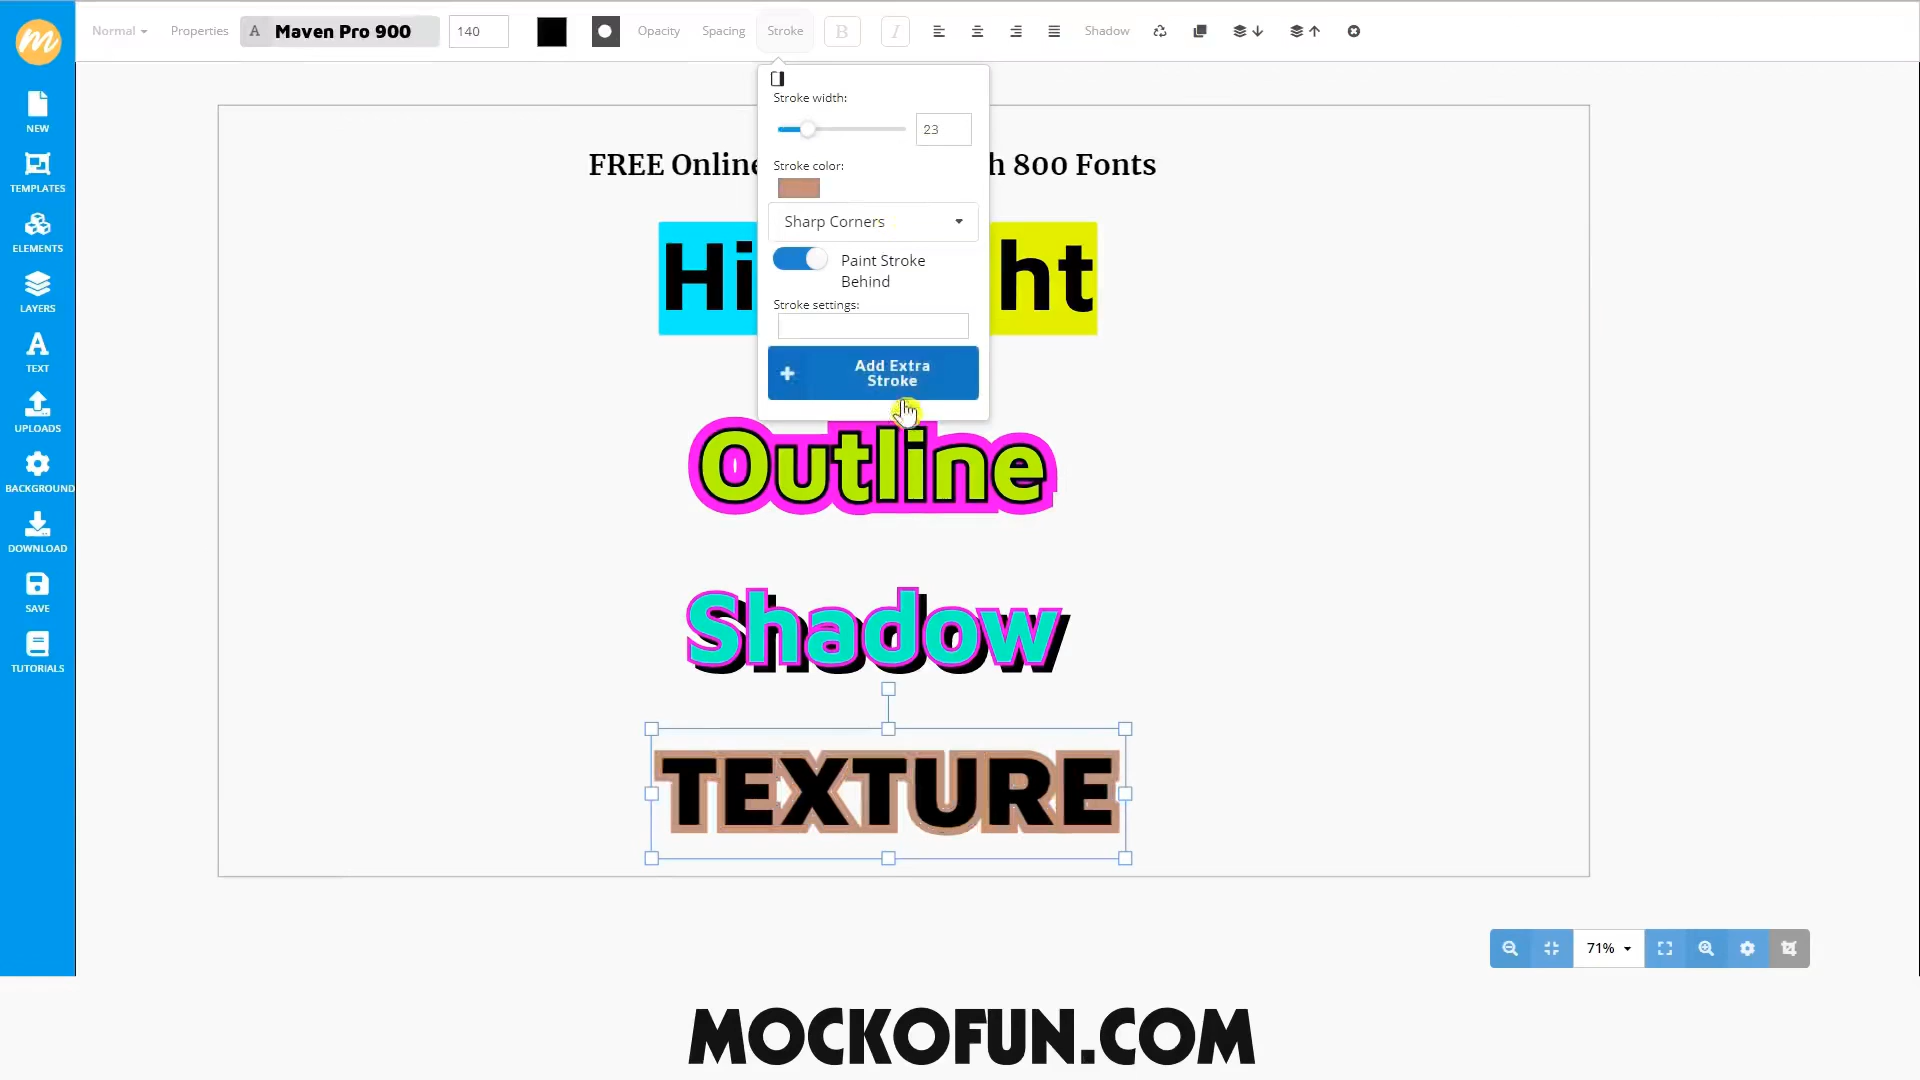 Normal Properties A Maven Pro 900 140 Opacity Spacing Stroke B I Shadow
Stroke width:
23
Stroke color:
Sharp Corners
Paint Stroke
Behind
Stroke settings:
Add Extra
Stroke
NEW
TEMPLATES
ELEMENTS
LAYERS
TEXT
UPLOADS
BACKGROUND
DOWNLOAD
SAVE
TUTORIALS
FREE Online h 800 Fonts
Hi ht
Outline
Shadow
TEXTURE
71%
MOCKOFUN.COM